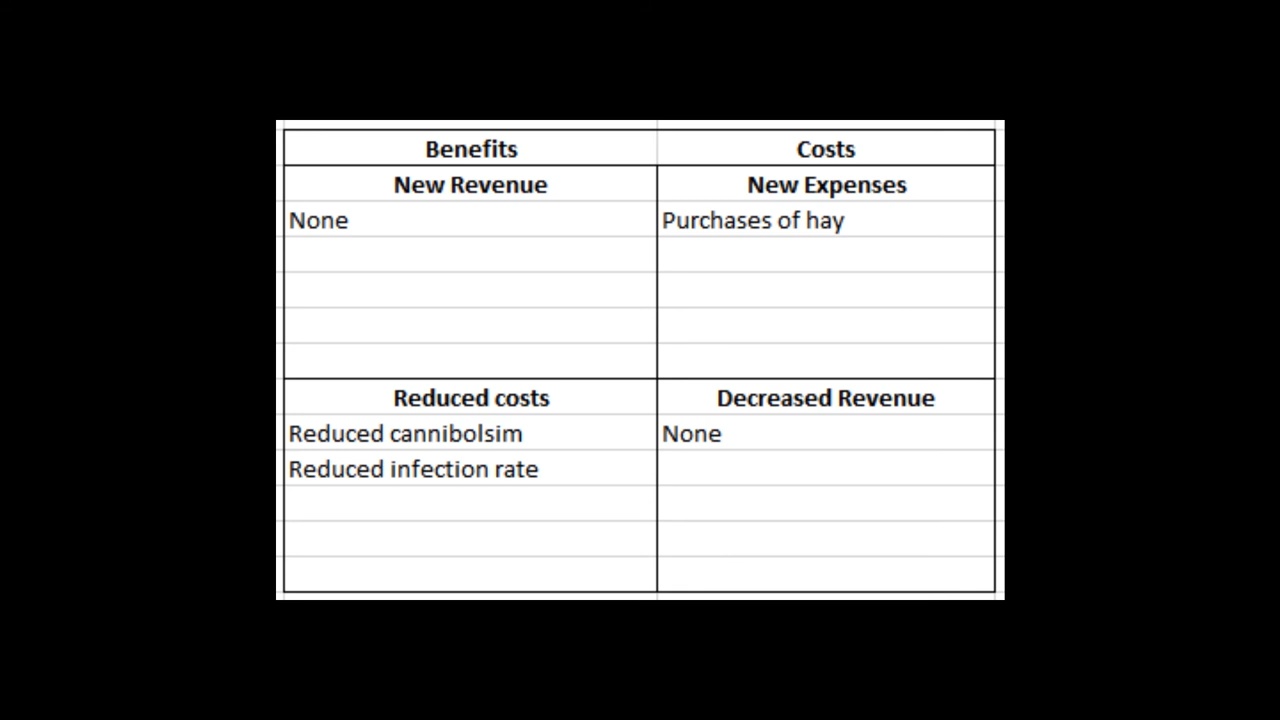 Benefits Costs
New Revenue New Expenses
None Purchases of hay
Reduced costs Decreased Revenue
Reduced cannibolsim None
Reduced infection rate